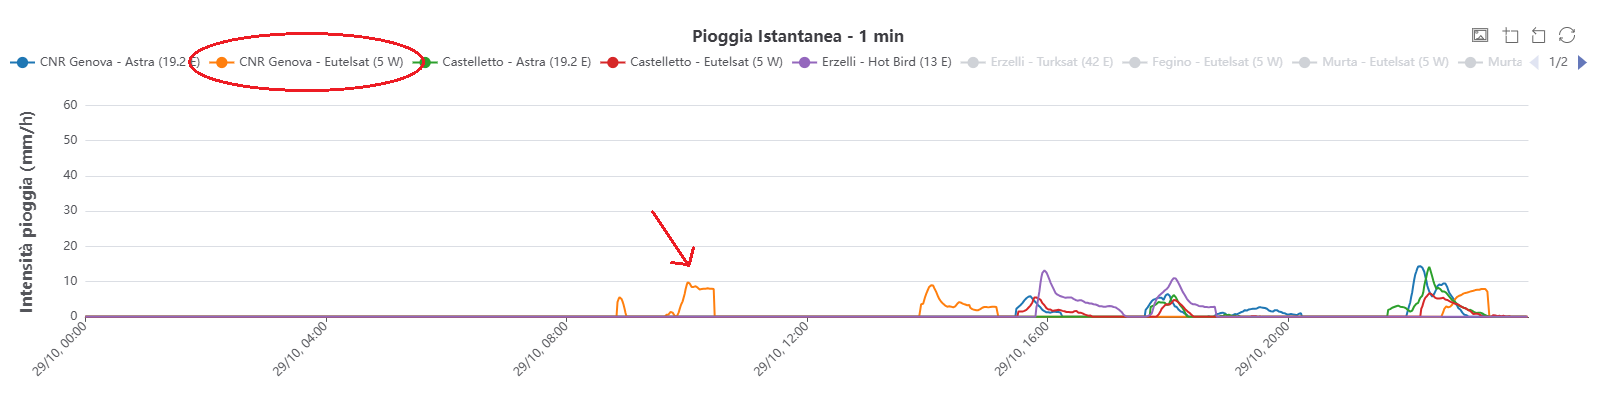 Pioggia Istantanea - 1 min
CNR Genova - Astra (19.2 E) CNR Genova - Eutelsat (5 W) Castelletto - Astra (19.2 E) Castelletto - Eutelsat (5 W) Erzelli - Hot Bird (13 E) Erzelli - Turksat (42 E) Fegino - Eutelsat (5 W) Murta - Eutelsat (5 W) Murta 1/2
Intensità pioggia (mm/h)
60
50
40
30
20
10
0
29/10, 00:00 29/10, 04:00 29/10, 08:00 29/10, 12:00 29/10, 16:00 29/10, 20:00